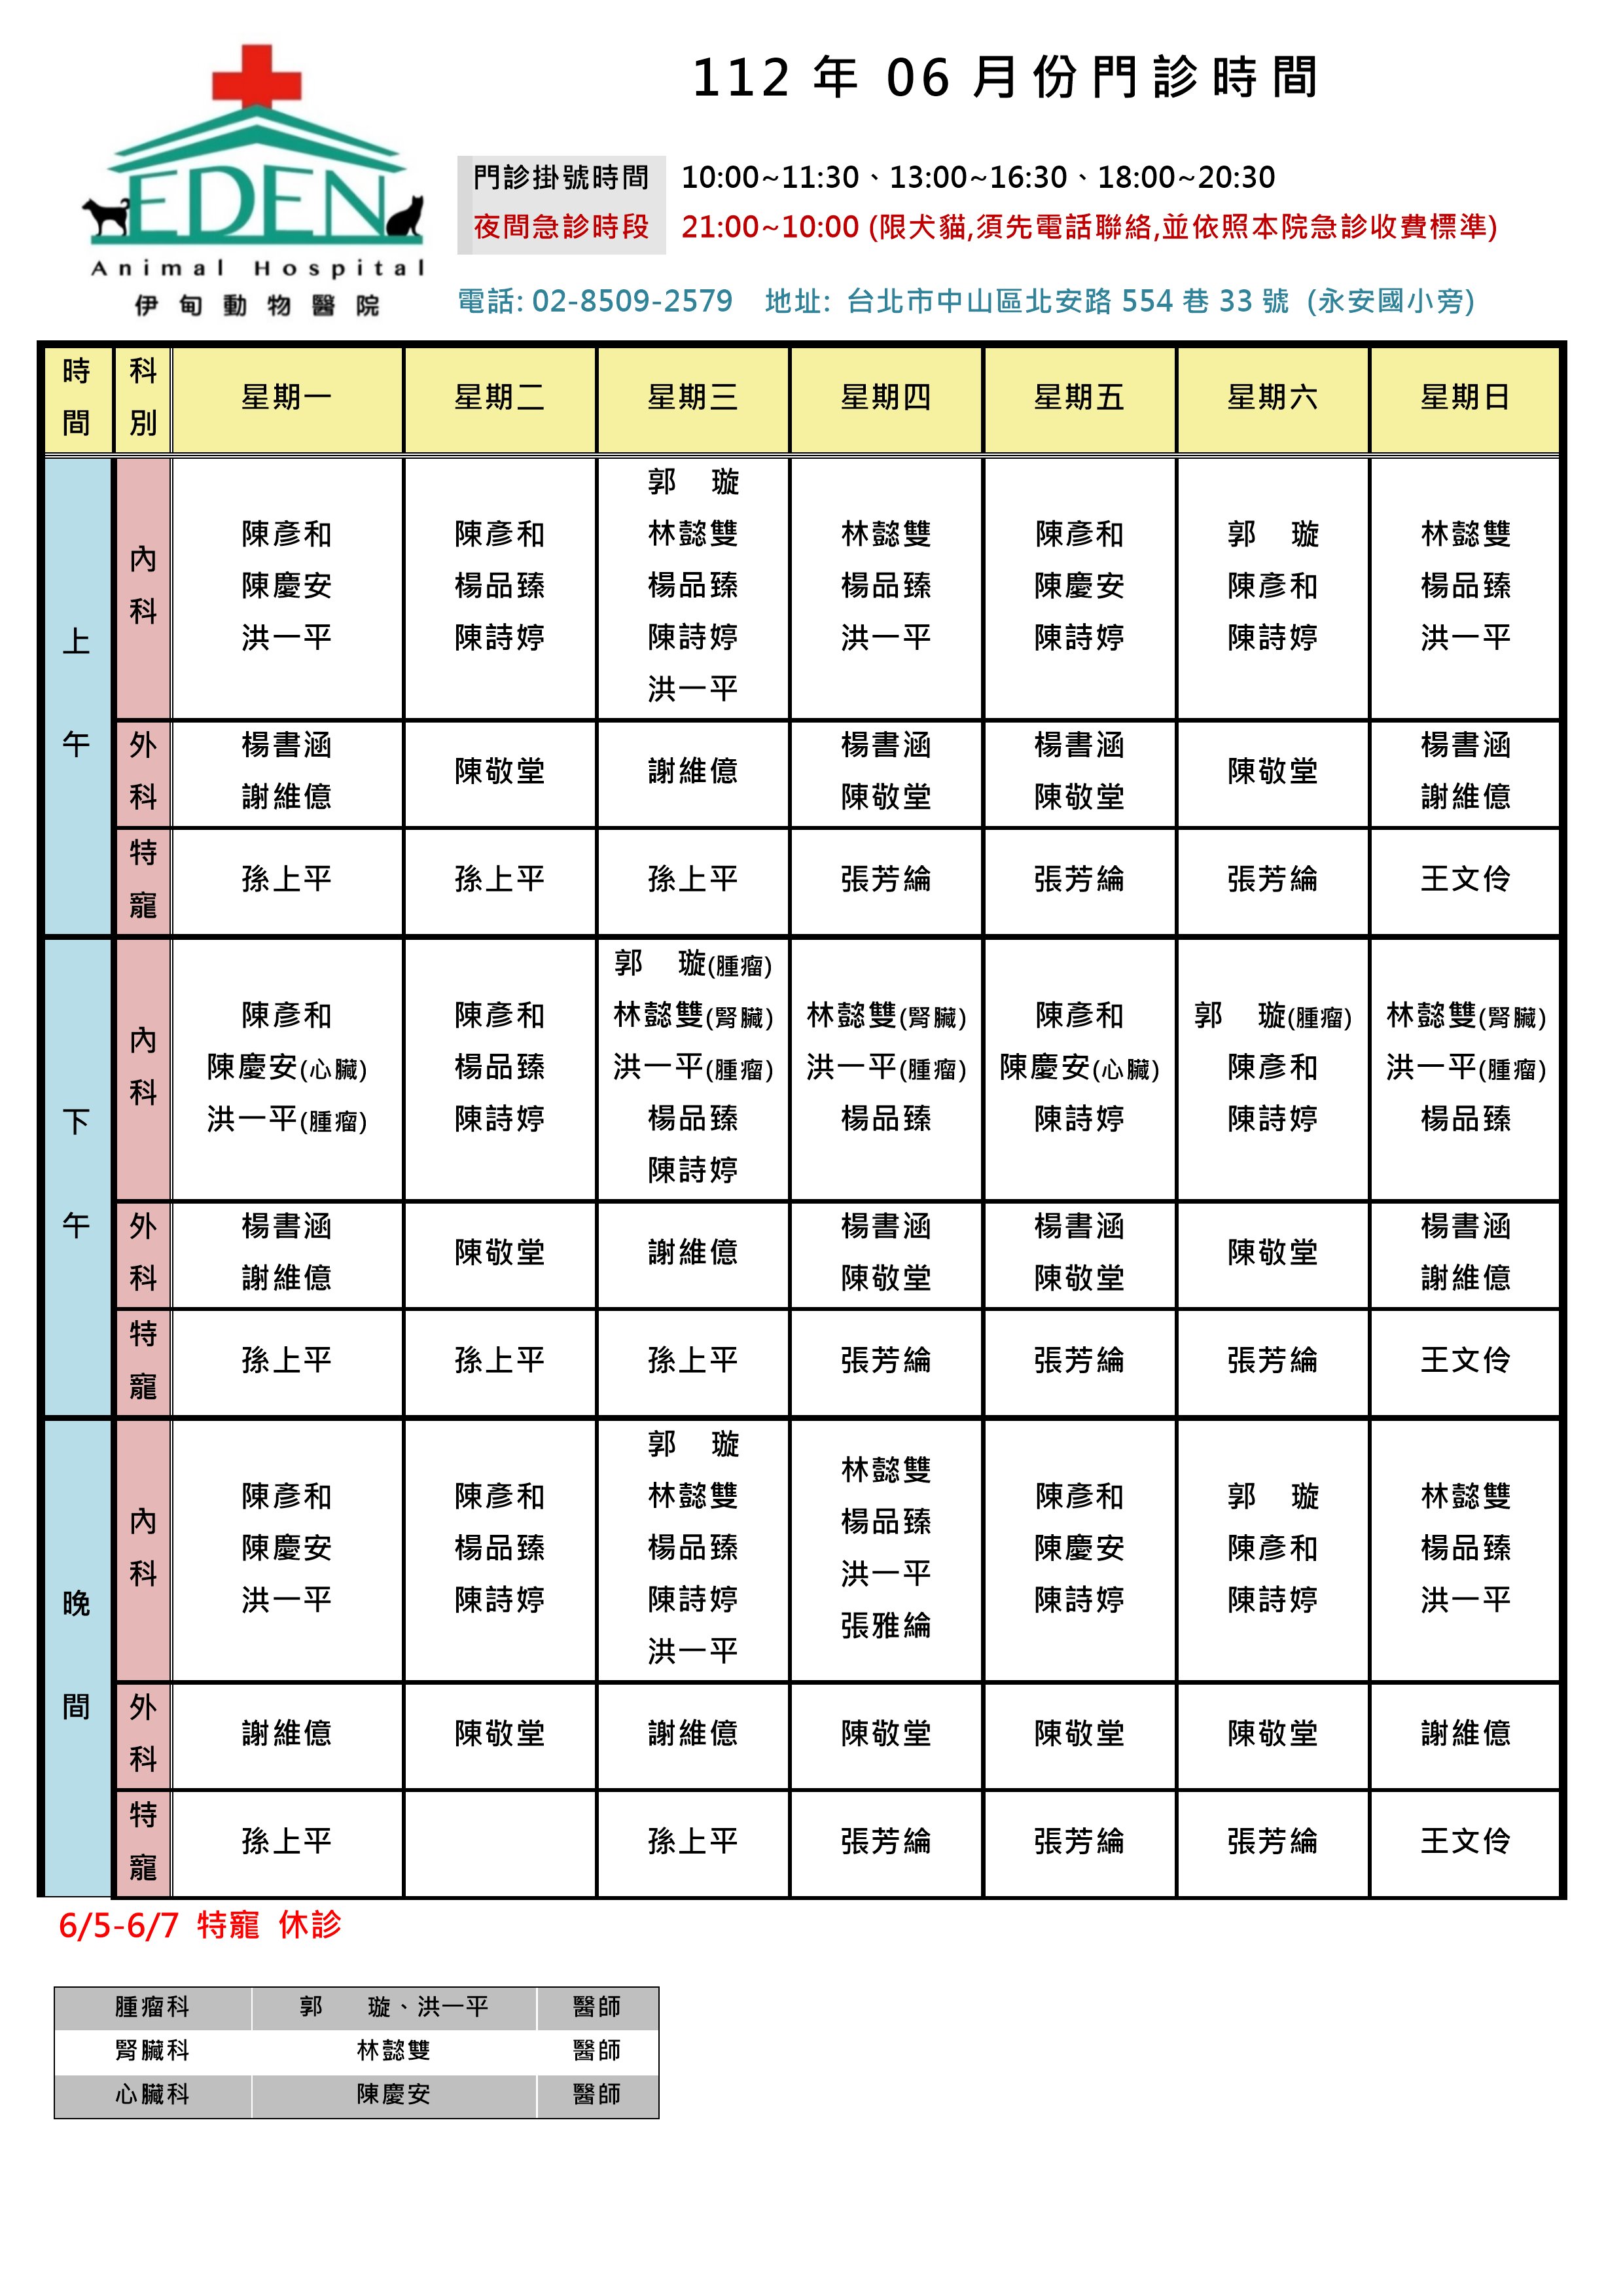 112 年 06 月份門診時間
EDEN
Animal Hospital
伊甸動物醫院
門診掛號時間 10:00~11:30、13:00~16:30、18:00~20:30
夜間急診時段 21:00~10:00 (限犬貓,須先電話聯絡,並依照本院急診收費標準)
電話: 02-8509-2579 地址: 台北市中山區北安路 554 巷 33 號 (永安國小旁)
時間 科別 星期一 星期二 星期三 星期四 星期五 星期六 星期日
上午
內科
陳彥和
陳慶安
洪一平
陳彥和
楊品臻
陳詩婷
郭 璇
林懿雙
楊品臻
陳詩婷
洪一平
林懿雙
楊品臻
洪一平
陳彥和
陳慶安
陳詩婷
郭 璇
陳彥和
陳詩婷
林懿雙
楊品臻
洪一平
外科
楊書涵
謝維億
陳敬堂
謝維億
楊書涵
陳敬堂
楊書涵
陳敬堂
陳敬堂
楊書涵
謝維億
特寵
孫上平 孫上平 孫上平 張芳綸 張芳綸 張芳綸 王文伶
下午
內科
陳彥和
陳慶安(心臟)
洪一平(腫瘤)
陳彥和
楊品臻
陳詩婷
郭 璇(腫瘤)
林懿雙(腎臟)
洪一平(腫瘤)
楊品臻
陳詩婷
林懿雙(腎臟)
洪一平(腫瘤)
楊品臻
陳彥和
陳慶安(心臟)
陳詩婷
郭 璇(腫瘤)
陳彥和
陳詩婷
林懿雙(腎臟)
洪一平(腫瘤)
楊品臻
外科
楊書涵
謝維億
陳敬堂
謝維億
楊書涵
陳敬堂
楊書涵
陳敬堂
陳敬堂
楊書涵
謝維億
特寵
孫上平 孫上平 孫上平 張芳綸 張芳綸 張芳綸 王文伶
晚間
內科
陳彥和
陳慶安
洪一平
陳彥和
楊品臻
陳詩婷
郭 璇
林懿雙
楊品臻
陳詩婷
洪一平
林懿雙
楊品臻
洪一平
張雅綸
陳彥和
陳慶安
陳詩婷
郭 璇
陳彥和
陳詩婷
林懿雙
楊品臻
洪一平
外科
謝維億 陳敬堂 謝維億 陳敬堂 陳敬堂 陳敬堂 謝維億
特寵
孫上平 孫上平 張芳綸 張芳綸 張芳綸 王文伶
6/5-6/7 特寵 休診
腫瘤科 郭 璇、洪一平 醫師
腎臟科 林懿雙 醫師
心臟科 陳慶安 醫師